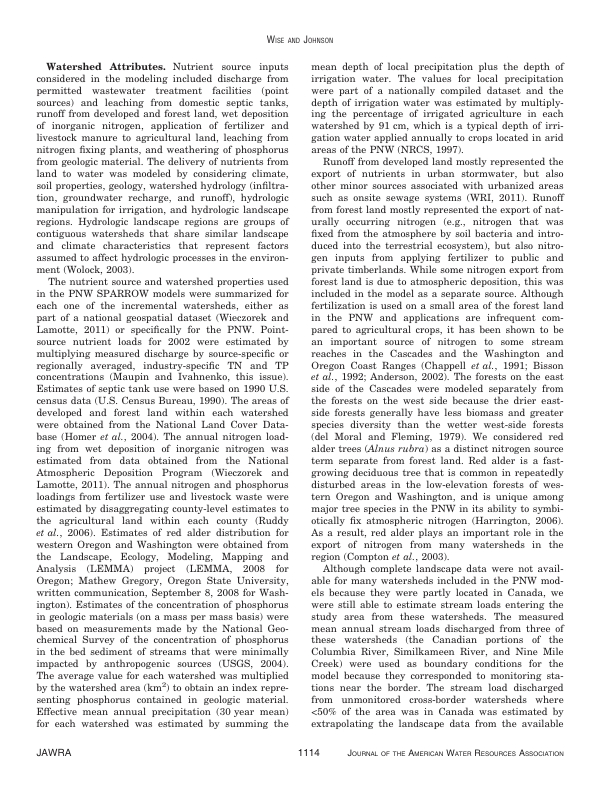 WISE AND JOHNSON
Watershed Attributes. Nutrient source inputs
considered in the modeling included discharge from
permitted wastewater treatment facilities (point
sources) and leaching from domestic septic tanks,
runoff from developed and forest land, wet deposition
of inorganic nitrogen, application of fertilizer and
livestock manure to agricultural land, leaching from
nitrogen fixing plants, and weathering of phosphorus
from geologic material. The delivery of nutrients from
land to water was modeled by considering climate,
soil properties, geology, watershed hydrology (infiltra-
tion, groundwater recharge, and runoff), hydrologic
manipulation for irrigation, and hydrologic landscape
regions. Hydrologic landscape regions are groups of
contiguous watersheds that share similar landscape
and climate characteristics that represent factors
assumed to affect hydrologic processes in the environ-
ment (Wolock, 2003).
The nutrient source and watershed properties used
in the PNW SPARROW models were summarized for
each one of the incremental watersheds, either as
part of a national geospatial dataset (Wieczorek and
Lamotte, 2011) or specifically for the PNW. Point-
source nutrient loads for 2002 were estimated by
multiplying measured discharge by source-specific or
regionally averaged, industry-specific TN and TP
concentrations (Maupin and Ivahnenko, this issue).
Estimates of septic tank use were based on 1990 U.S.
census data (U.S. Census Bureau, 1990). The areas of
developed and forest land within each watershed
were obtained from the National Land Cover Data-
base (Homer et al., 2004). The annual nitrogen load-
ing from wet deposition of inorganic nitrogen was
estimated from data obtained from the National
Atmospheric Deposition Program (Wieczorek and
Lamotte, 2011). The annual nitrogen and phosphorus
loadings from fertilizer use and livestock waste were
estimated by disaggregating county-level estimates to
the agricultural land within each county (Ruddy
et al., 2006). Estimates of red alder distribution for
western Oregon and Washington were obtained from
the Landscape, Ecology, Modeling, Mapping and
Analysis (LEMMA) project (LEMMA, 2008 for
Oregon; Mathew Gregory, Oregon State University,
written communication, September 8, 2008 for Wash-
ington). Estimates of the concentration of phosphorus
in geologic materials (on a mass per mass basis) were
based on measurements made by the National Geo-
chemical Survey of the concentration of phosphorus
in the bed sediment of streams that were minimally
impacted by anthropogenic sources (USGS, 2004).
The average value for each watershed was multiplied
by the watershed area (km²) to obtain an index repre-
senting phosphorus contained in geologic material.
Effective mean annual precipitation (30 year mean)
for each watershed was estimated by summing the
mean depth of local precipitation plus the depth of
irrigation water. The values for local precipitation
were part of a nationally compiled dataset and the
depth of irrigation water was estimated by multiply-
ing the percentage of irrigated agriculture in each
watershed by 91 cm, which is a typical depth of irri-
gation water applied annually to crops located in arid
areas of the PNW (NRCS, 1997).
Runoff from developed land mostly represented the
export of nutrients in urban stormwater, but also
other minor sources associated with urbanized areas
such as onsite sewage systems (WRI, 2011). Runoff
from forest land mostly represented the export of nat-
urally occurring nitrogen (e.g., nitrogen that was
fixed from the atmosphere by soil bacteria and intro-
duced into the terrestrial ecosystem), but also nitro-
gen inputs from applying fertilizer to public and
private timberlands. While some nitrogen export from
forest land is due to atmospheric deposition, this was
included in the model as a separate source. Although
fertilization is used on a small area of the forest land
in the PNW and applications are infrequent com-
pared to agricultural crops, it has been shown to be
an important source of nitrogen to some stream
reaches in the Cascades and the Washington and
Oregon Coast Ranges (Chappell et al., 1991; Bisson
et al., 1992; Anderson, 2002). The forests on the east
side of the Cascades were modeled separately from
the forests on the west side because the drier east-
side forests generally have less biomass and greater
species diversity than the wetter west-side forests
(del Moral and Fleming, 1979). We considered red
alder trees (Alnus rubra) as a distinct nitrogen source
term separate from forest land. Red alder is a fast-
growing deciduous tree that is common in repeatedly
disturbed areas in the low-elevation forests of wes-
tern Oregon and Washington, and is unique among
major tree species in the PNW in its ability to symbi-
otically fix atmospheric nitrogen (Harrington, 2006).
As a result, red alder plays an important role in the
export of nitrogen from many watersheds in the
region (Compton et al., 2003).
Although complete landscape data were not avail-
able for many watersheds included in the PNW mod-
els because they were partly located in Canada, we
were still able to estimate stream loads entering the
study area from these watersheds. The measured
mean annual stream loads discharged from three of
these watersheds (the Canadian portions of the
Columbia River, Similkameen River, and Nine Mile
Creek) were used as boundary conditions for the
model because they corresponded to monitoring sta-
tions near the border. The stream load discharged
from unmonitored cross-border watersheds where
<50% of the area was in Canada was estimated by
extrapolating the landscape data from the available
JAWRA
1114
JOURNAL OF THE AMERICAN WATER RESOURCES ASSOCIATION